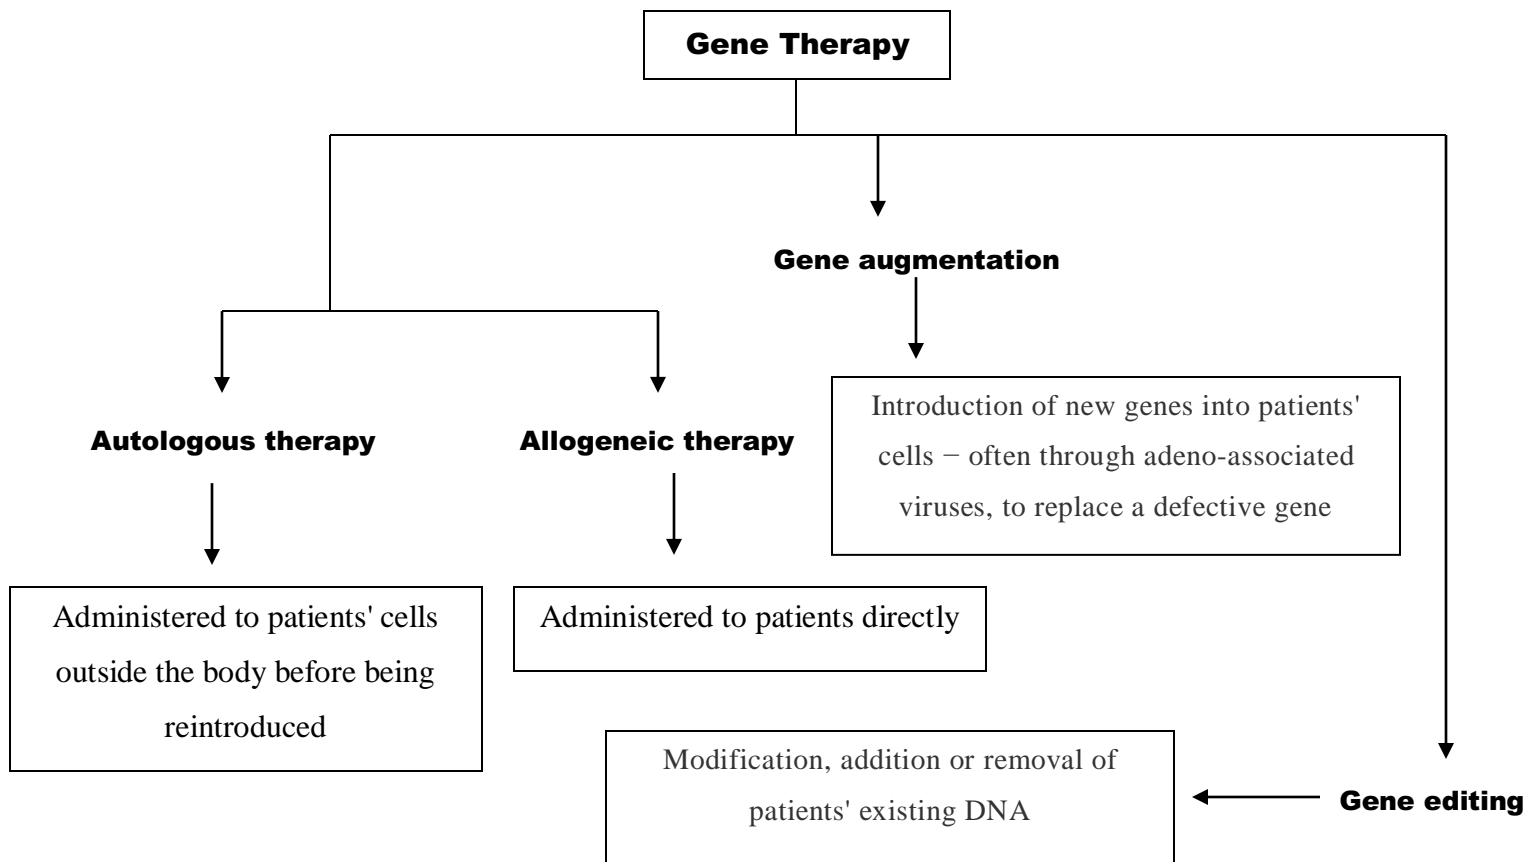 Gene Therapy
Gene augmentation
Introduction of new genes into patients'
cells − often through adeno-associated
viruses, to replace a defective gene
Autologous therapy
Allogeneic therapy
Administered to patients' cells
outside the body before being
reintroduced
Administered to patients directly
Modification, addition or removal of
patients' existing DNA
Gene editing